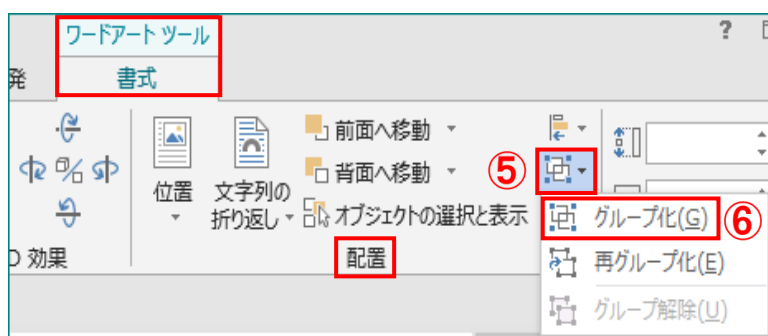 ワードアート ツール
?
発
書式
位置
文字列の
折り返し
前面へ移動
背面へ移動
オブジェクトの選択と表示
⑤
グループ化(G)
⑥
再グループ化(E)
グループ解除(U)
D 効果
配置